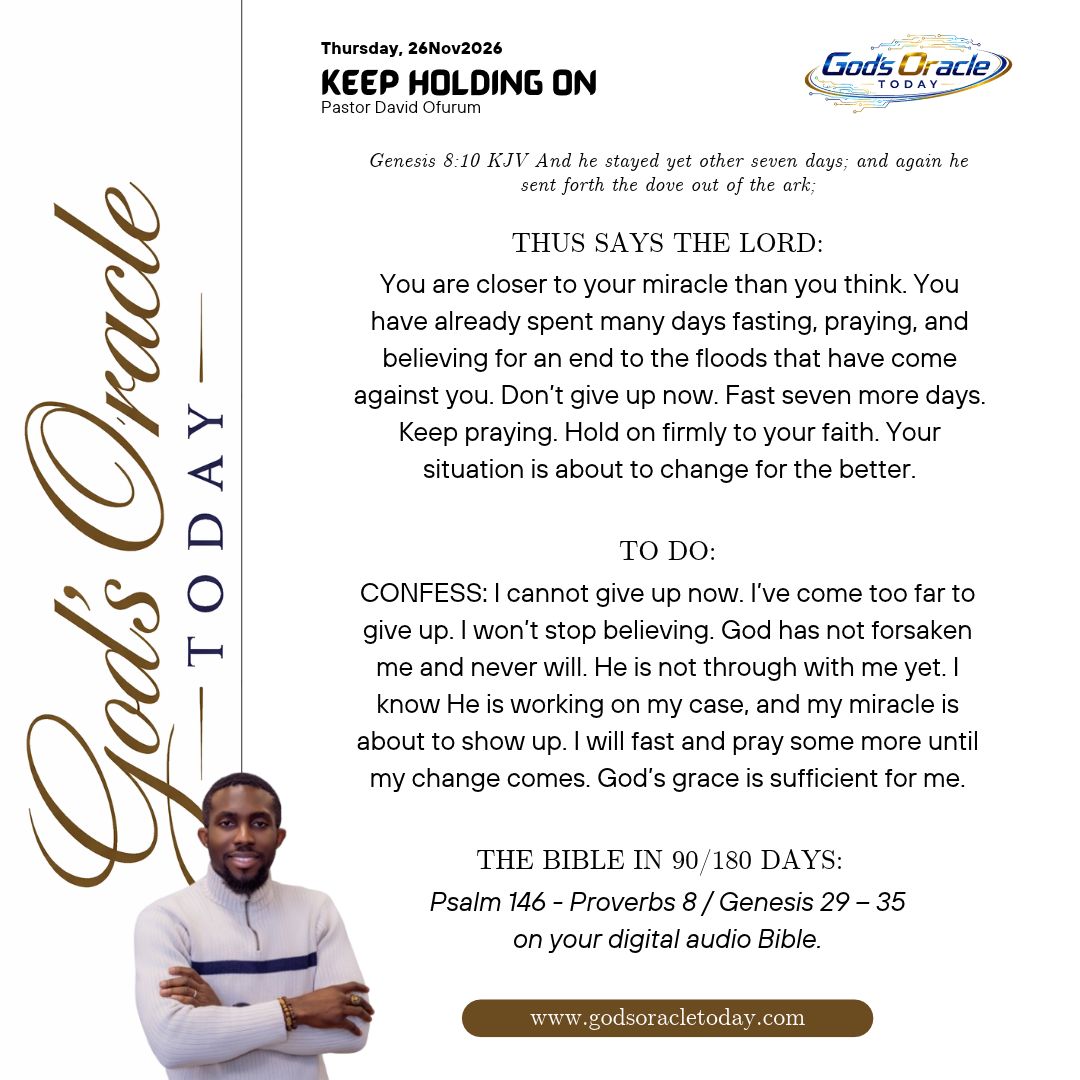 Thursday, 26Nov2026
KEEP HOLDING ON
Pastor David Ofurum
God's Oracle
TODAY
Genesis 8:10 KJV And he stayed yet other seven days; and again he
sent forth the dove out of the ark;
THUS SAYS THE LORD:
You are closer to your miracle than you think. You
have already spent many days fasting, praying, and
believing for an end to the floods that have come
against you. Don't give up now. Fast seven more days.
Keep praying. Hold on firmly to your faith. Your
situation is about to change for the better.
TO DO:
CONFESS: I cannot give up now. I've come too far to
give up. I won't stop believing. God has not forsaken
me and never will. He is not through with me yet. I
know He is working on my case, and my miracle is
about to show up. I will fast and pray some more until
my change comes. God's grace is sufficient for me.
THE BIBLE IN 90/180 DAYS:
Psalm 146 - Proverbs 8 / Genesis 29 – 35
on your digital audio Bible.
www.godsoracletoday.com
God's Oracle
TODAY